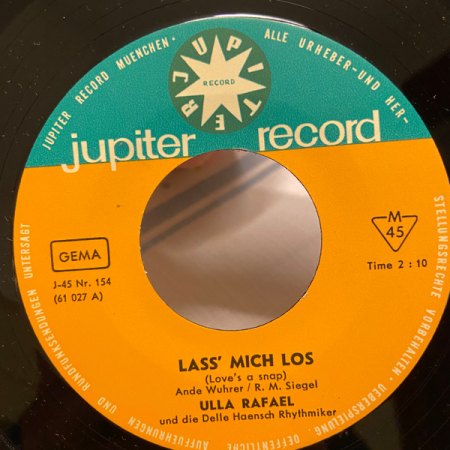 JUPITER RECORD MUENCHEN · ALLE URHEBER-UND HER-
STELLUNGSRECHTE VORBEHALTEN · UEBERSPIELUNG
OEFFENTLICHE AUFFUEHRUNGEN
UND RUNDFUNKSENDUNGEN UNTERSAGT
JUPITER
RECORD
jupiter record
GEMA
J-45 Nr. 154
(61 027 A)
M
45
Time 2 : 10
LASS' MICH LOS
(Love's a snap)
Ande Wuhrer / R. M. Siegel
ULLA RAFAEL
und die Delle Haensch Rhythmiker